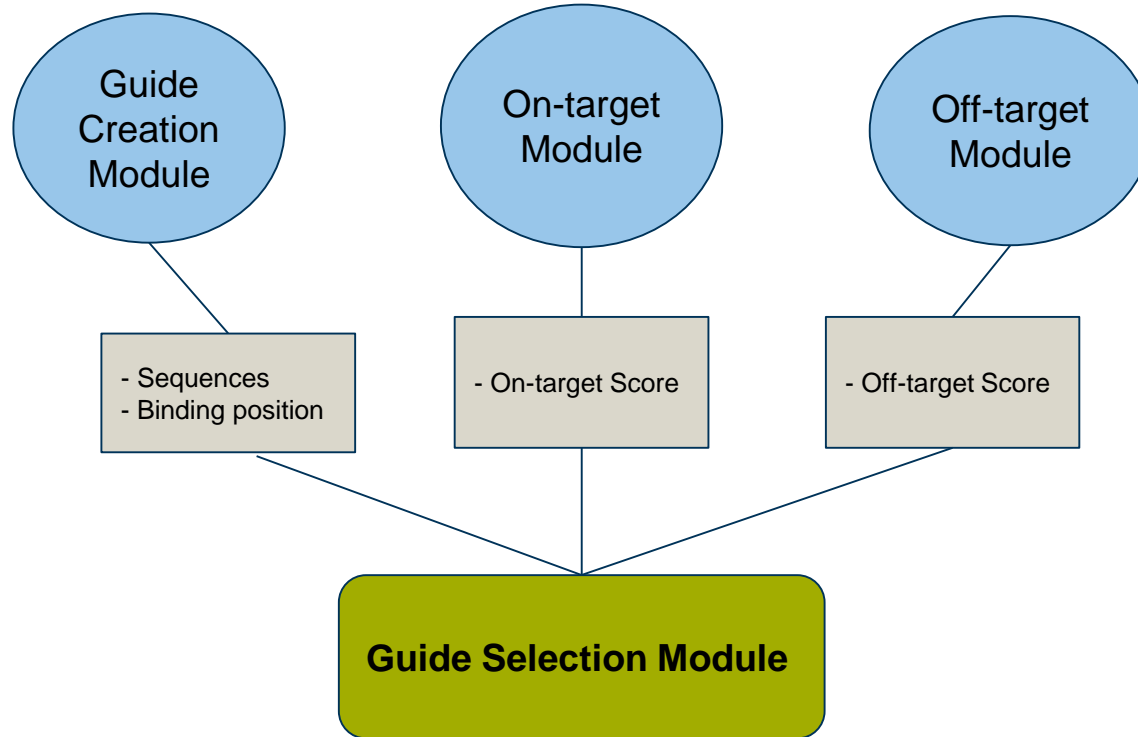 Guide
Creation
Module
On-target
Module
Off-target
Module
- Sequences
- Binding position
- On-target Score
- Off-target Score
Guide Selection Module